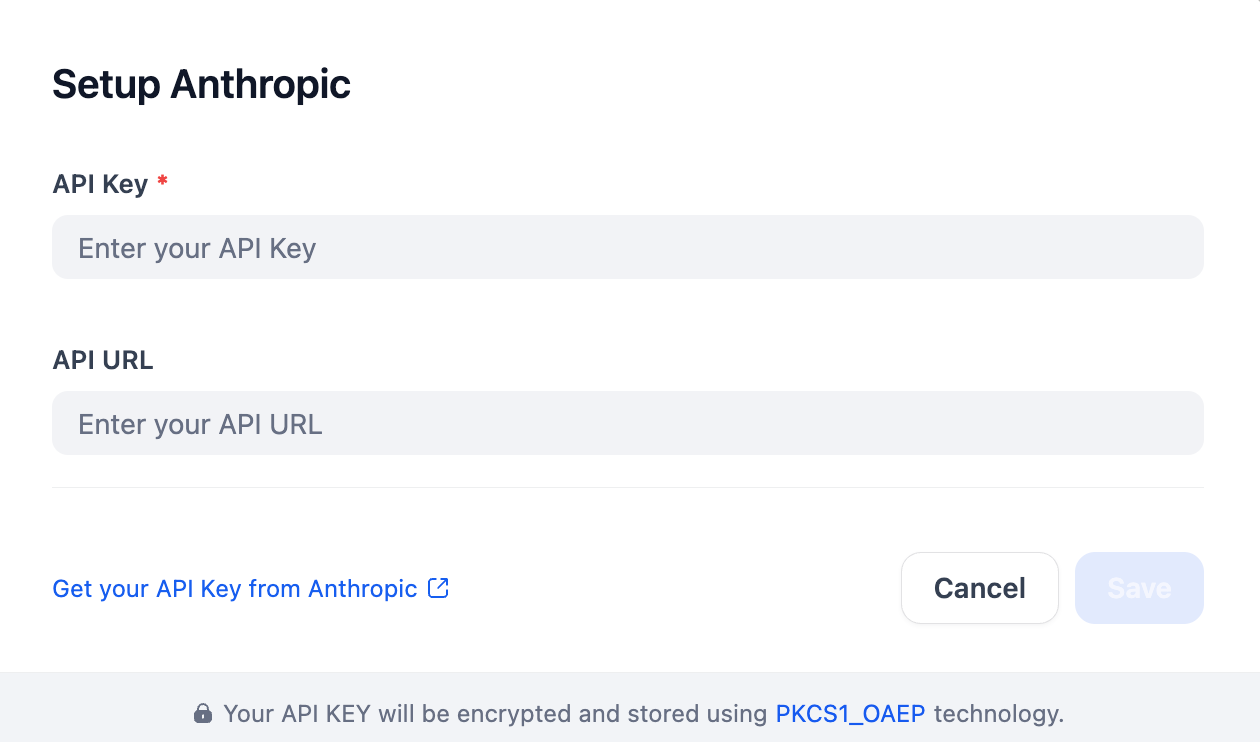 Setup Anthropic
API Key *
Enter your API Key
API URL
Enter your API URL
Get your API Key from Anthropic
Cancel
Save
Your API KEY will be encrypted and stored using PKCS1_OAEP technology.